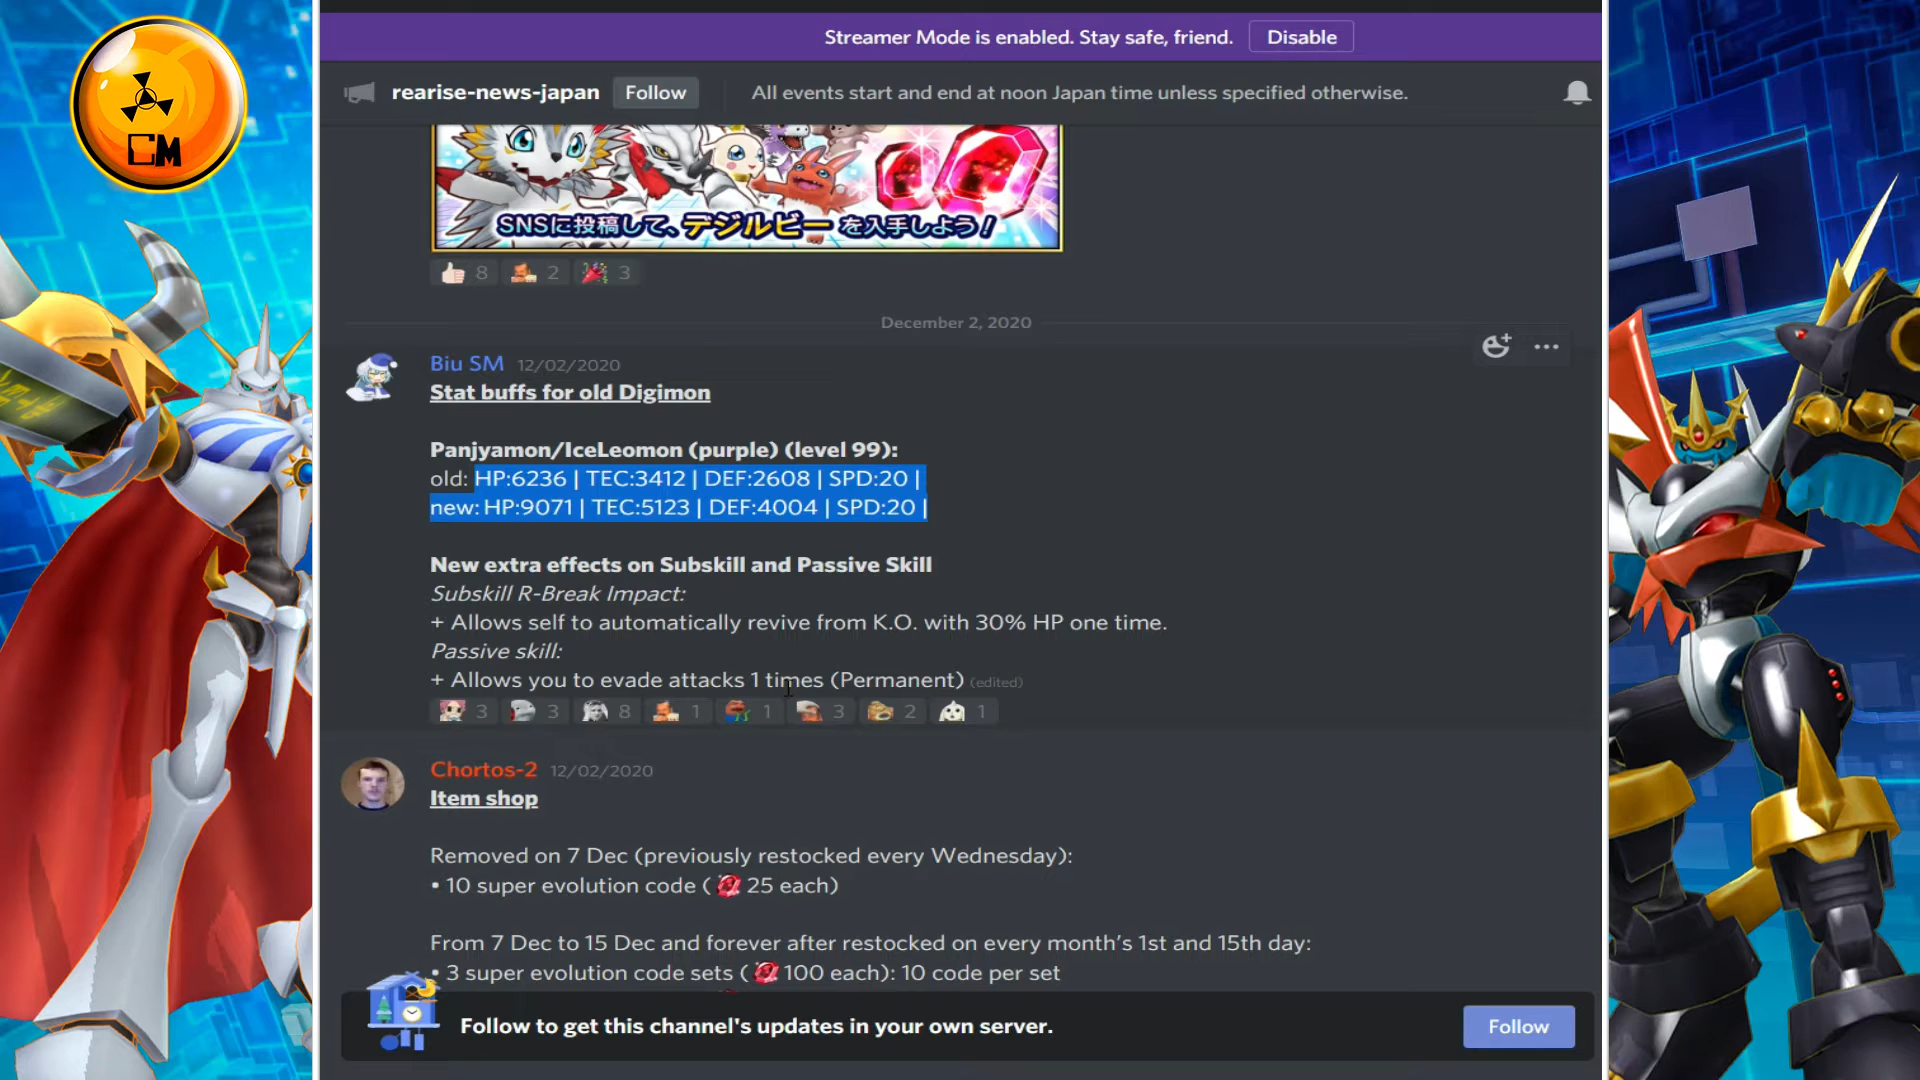 CM
Streamer Mode is enabled. Stay safe, friend. Disable
rearise-news-japan Follow All events start and end at noon Japan time unless specified otherwise.
SNSに投稿して、デジルビーを入手しよう!
8 2 3
December 2, 2020
Biu SM 12/02/2020
Stat buffs for old Digimon
Panjyamon/IceLeomon (purple) (level 99):
old: HP:6236 | TEC:3412 | DEF:2608 | SPD:20 |
new: HP:9071 | TEC:5123 | DEF:4004 | SPD:20 |
New extra effects on Subskill and Passive Skill
Subskill R-Break Impact:
+ Allows self to automatically revive from K.O. with 30% HP one time.
Passive skill:
+ Allows you to evade attacks 1 times (Permanent) (edited)
3 3 8 1 1 3 2 1
Chortos-2 12/02/2020
Item shop
Removed on 7 Dec (previously restocked every Wednesday):
• 10 super evolution code ( 25 each)
From 7 Dec to 15 Dec and forever after restocked on every month's 1st and 15th day:
• 3 super evolution code sets ( 100 each): 10 code per set
Follow to get this channel's updates in your own server. Follow